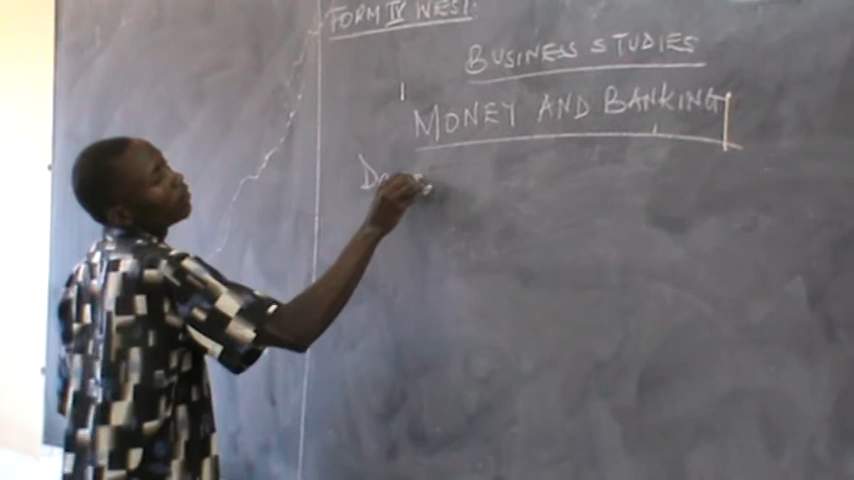 FORM IV WEST.
BUSINESS STUDIES
MONEY AND BANKING